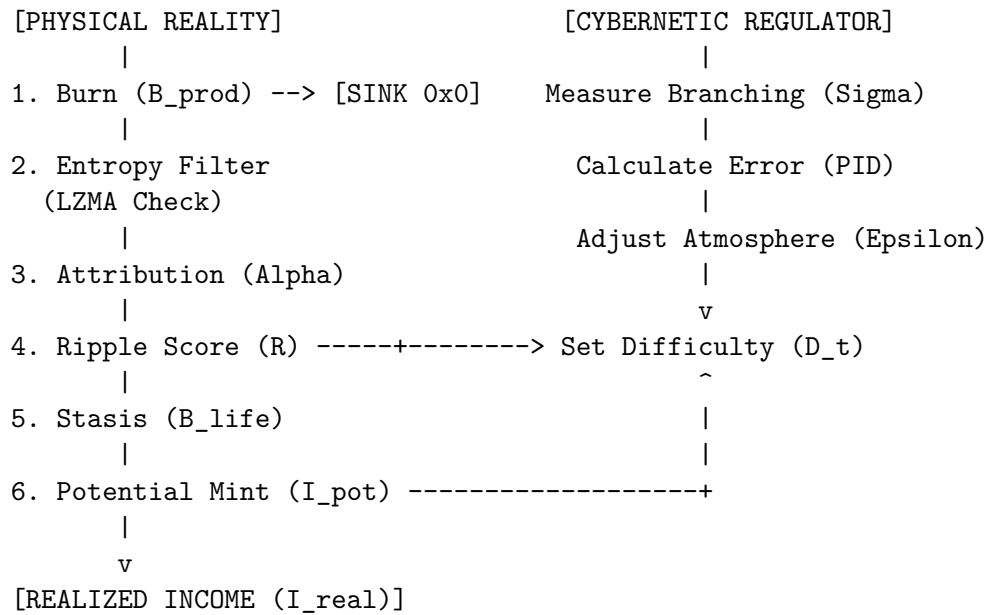 [PHYSICAL REALITY] [CYBERNETIC REGULATOR]
1. Burn (B_prod) --> [SINK 0x0] Measure Branching (Sigma)
2. Entropy Filter Calculate Error (PID)
(LZMA Check)
Adjust Atmosphere (Epsilon)
3. Attribution (Alpha)
v
4. Ripple Score (R) -----+--------> Set Difficulty (D_t)
^
5. Stasis (B_life)
6. Potential Mint (I_pot) -------------------+
v
[REALIZED INCOME (I_real)]